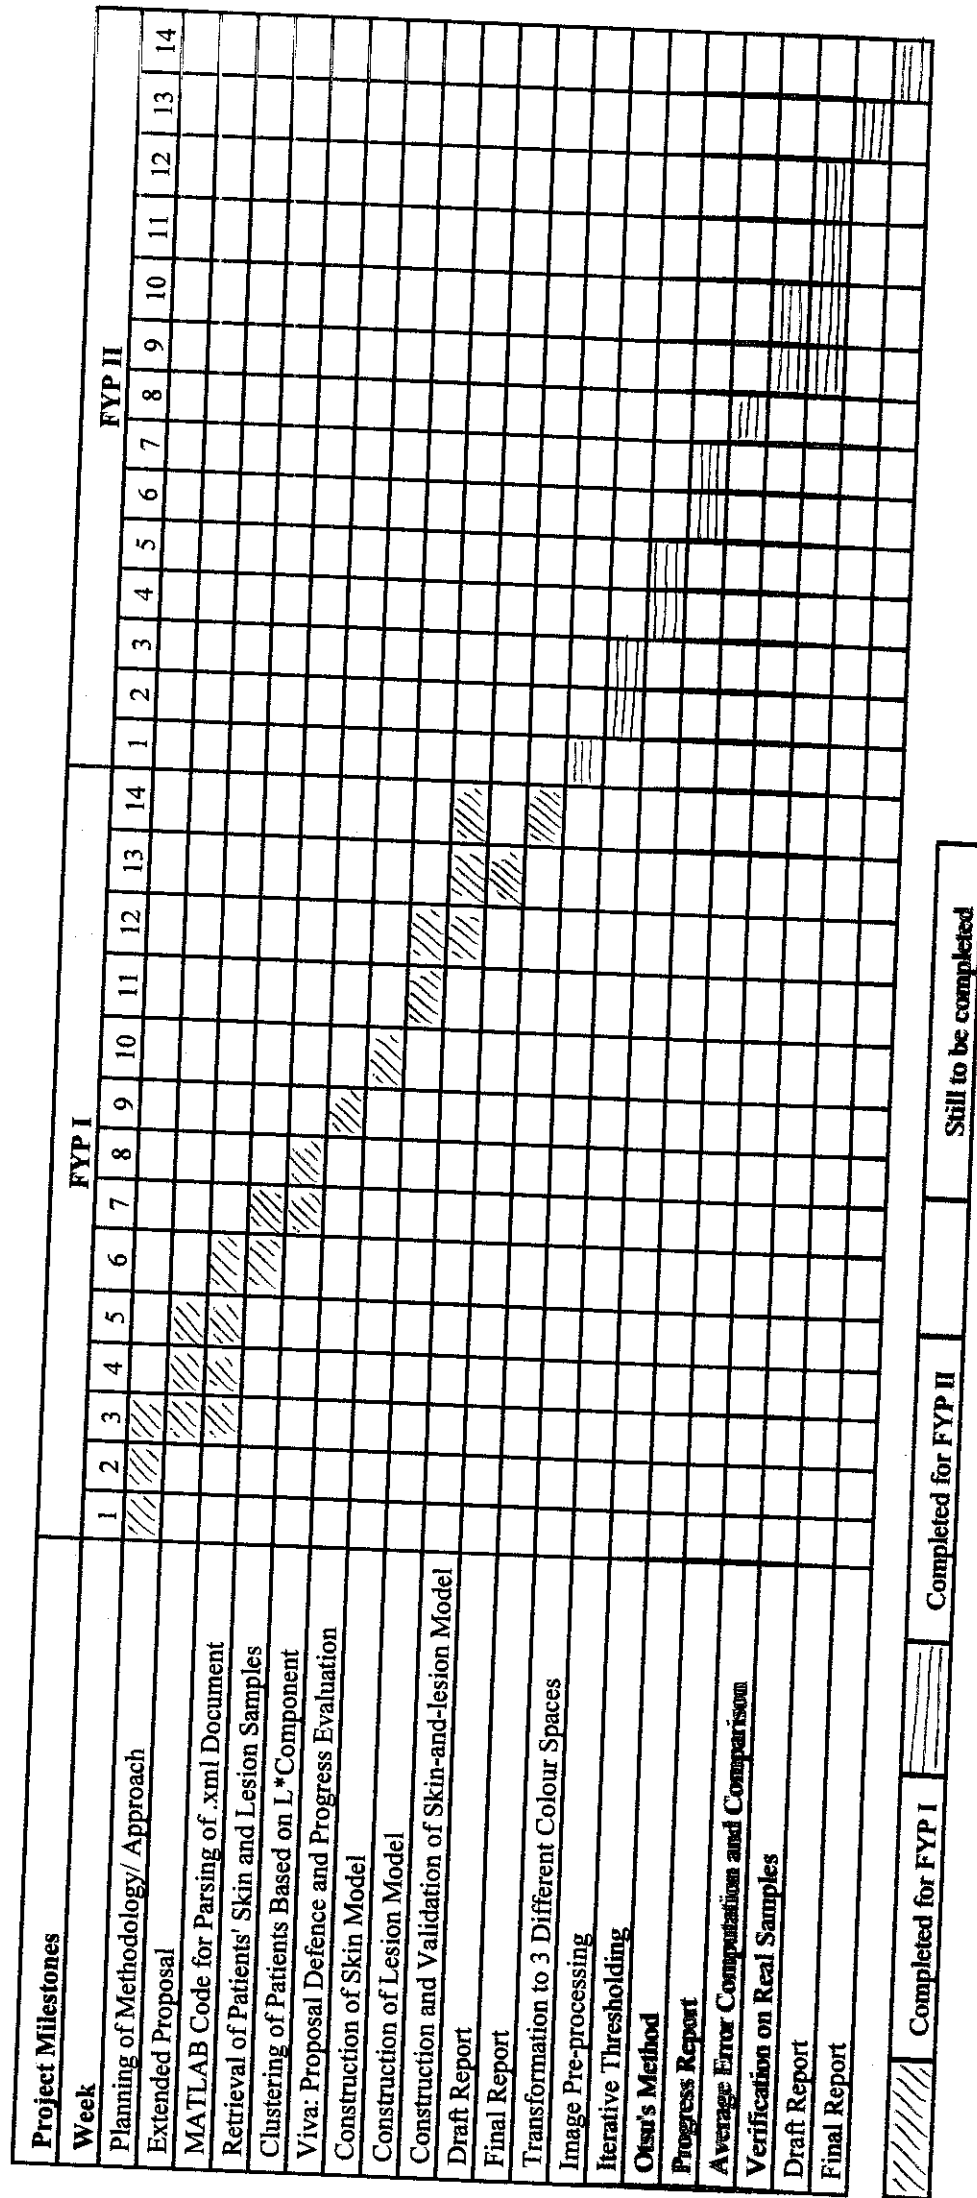 Project Milestones FYP I FYP II
Week 1 2 3 4 5 6 7 8 9 10 11 12 13 14 1 2 3 4 5 6 7 8 9 10 11 12 13 14
Planning of Methodology/ Approach
Extended Proposal
MATLAB Code for Parsing of .xml Document
Retrieval of Patients' Skin and Lesion Samples
Clustering of Patients Based on L*Component
Viva: Proposal Defence and Progress Evaluation
Construction of Skin Model
Construction of Lesion Model
Construction and Validation of Skin-and-lesion Model
Draft Report
Final Report
Transformation to 3 Different Colour Spaces
Image Pre-processing
Iterative Thresholding
Otsu's Method
Progress Report
Average Error Computation and Comparison
Verification on Real Samples
Draft Report
Final Report
Completed for FYP I Completed for FYP II Still to be completed